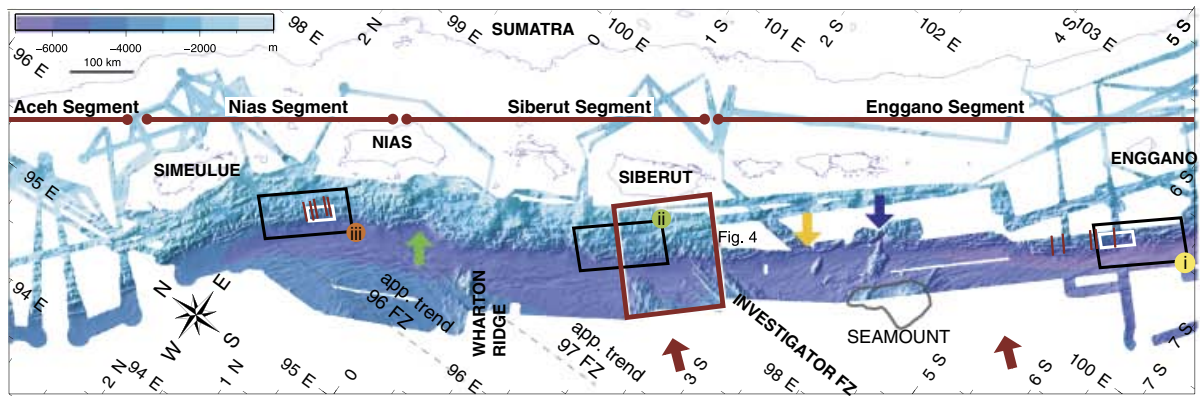 98 E
2 N
99 E
SUMATRA
0
100 E
1 S
101 E
2 S
102 E
4 S
103 E
5 S
−6000
−4000
−2000
m
100 km
96 E
Aceh Segment
Nias Segment
Siberut Segment
Enggano Segment
NIAS
SIMEULUE
SIBERUT
ENGGANO
95 E
6 S
ii
iii
Fig. 4
i
94 E
N
E
S
W
app. trend
96 FZ
WHARTON
RIDGE
app. trend
97 FZ
INVESTIGATOR FZ
SEAMOUNT
7 S
2 N
94 E
1 N
95 E
0
96 E
3 S
98 E
5 S
6 S
100 E
7 S